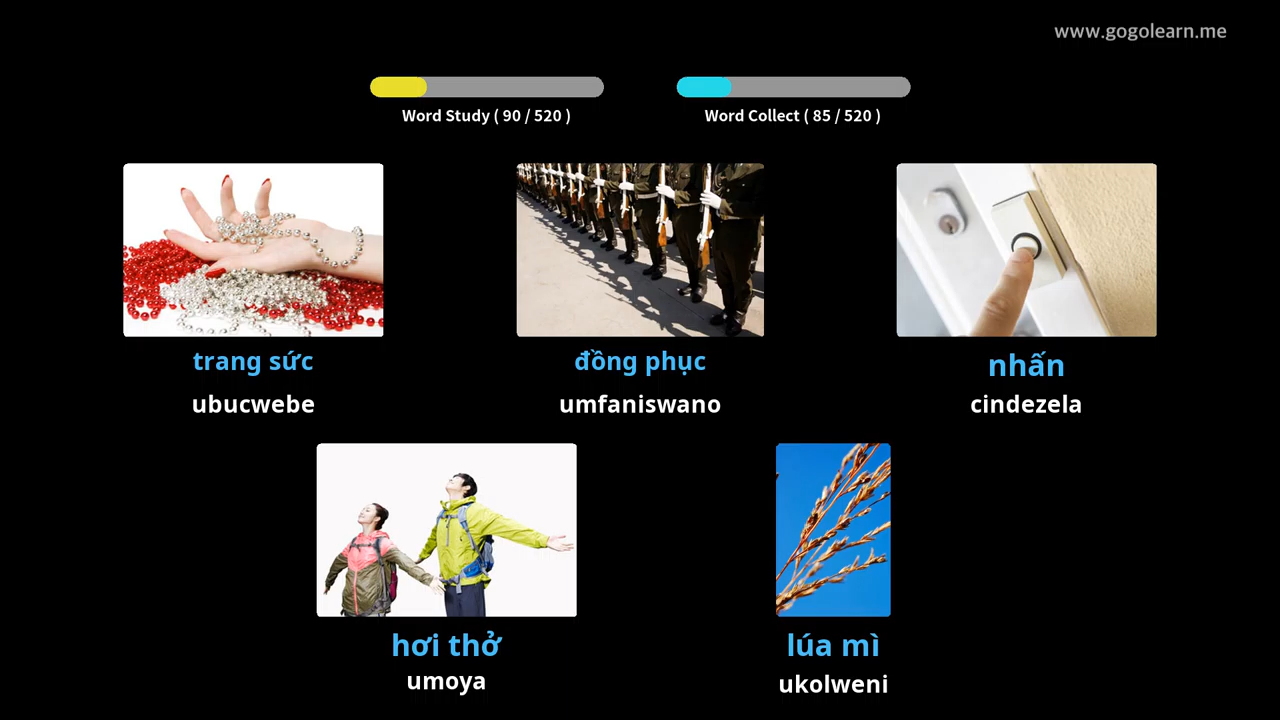 www.gogolearn.me
Word Study ( 90 / 520 )
Word Collect ( 85 / 520 )
trang sức
ubucwebe
đồng phục
umfaniswano
nhấn
cindezela
hơi thở
umoya
lúa mì
ukolweni